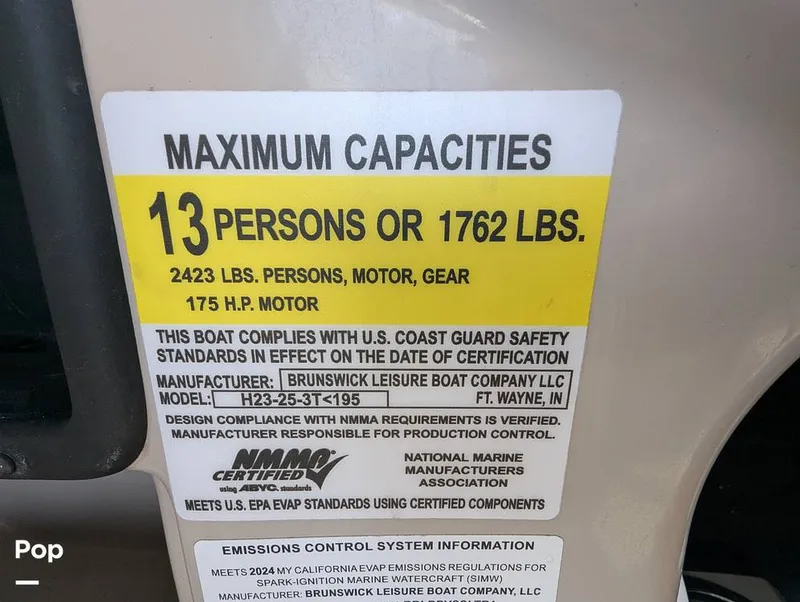 MAXIMUM CAPACITIES
13 PERSONS OR 1762 LBS.
2423 LBS. PERSONS, MOTOR, GEAR
175 H.P. MOTOR
THIS BOAT COMPLIES WITH U.S. COAST GUARD SAFETY
STANDARDS IN EFFECT ON THE DATE OF CERTIFICATION
MANUFACTURER: BRUNSWICK LEISURE BOAT COMPANY LLC
MODEL: H23-25-3T<195 FT. WAYNE, IN
DESIGN COMPLIANCE WITH NMMA REQUIREMENTS IS VERIFIED.
MANUFACTURER RESPONSIBLE FOR PRODUCTION CONTROL.
NMMA®
CERTIFIED
using ABYC. standards
NATIONAL MARINE
MANUFACTURERS
ASSOCIATION
MEETS U.S. EPA EVAP STANDARDS USING CERTIFIED COMPONENTS
EMISSIONS CONTROL SYSTEM INFORMATION
MEETS 2024 MY CALIFORNIA EVAP EMISSIONS REGULATIONS FOR
SPARK-IGNITION MARINE WATERCRAFT (SIMW)
MANUFACTURER: BRUNSWICK LEISURE BOAT COMPANY, LLC
Pop